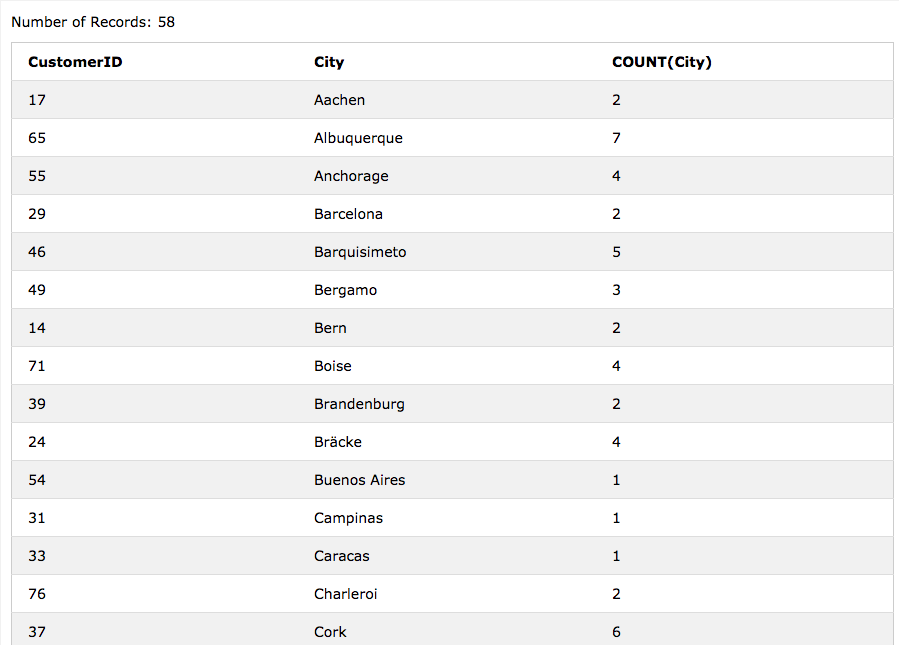 Number of Records: 58
CustomerID City COUNT(City)
17 Aachen 2
65 Albuquerque 7
55 Anchorage 4
29 Barcelona 2
46 Barquisimeto 5
49 Bergamo 3
14 Bern 2
71 Boise 4
39 Brandenburg 2
24 Bräcke 4
54 Buenos Aires 1
31 Campinas 1
33 Caracas 1
76 Charleroi 2
37 Cork 6